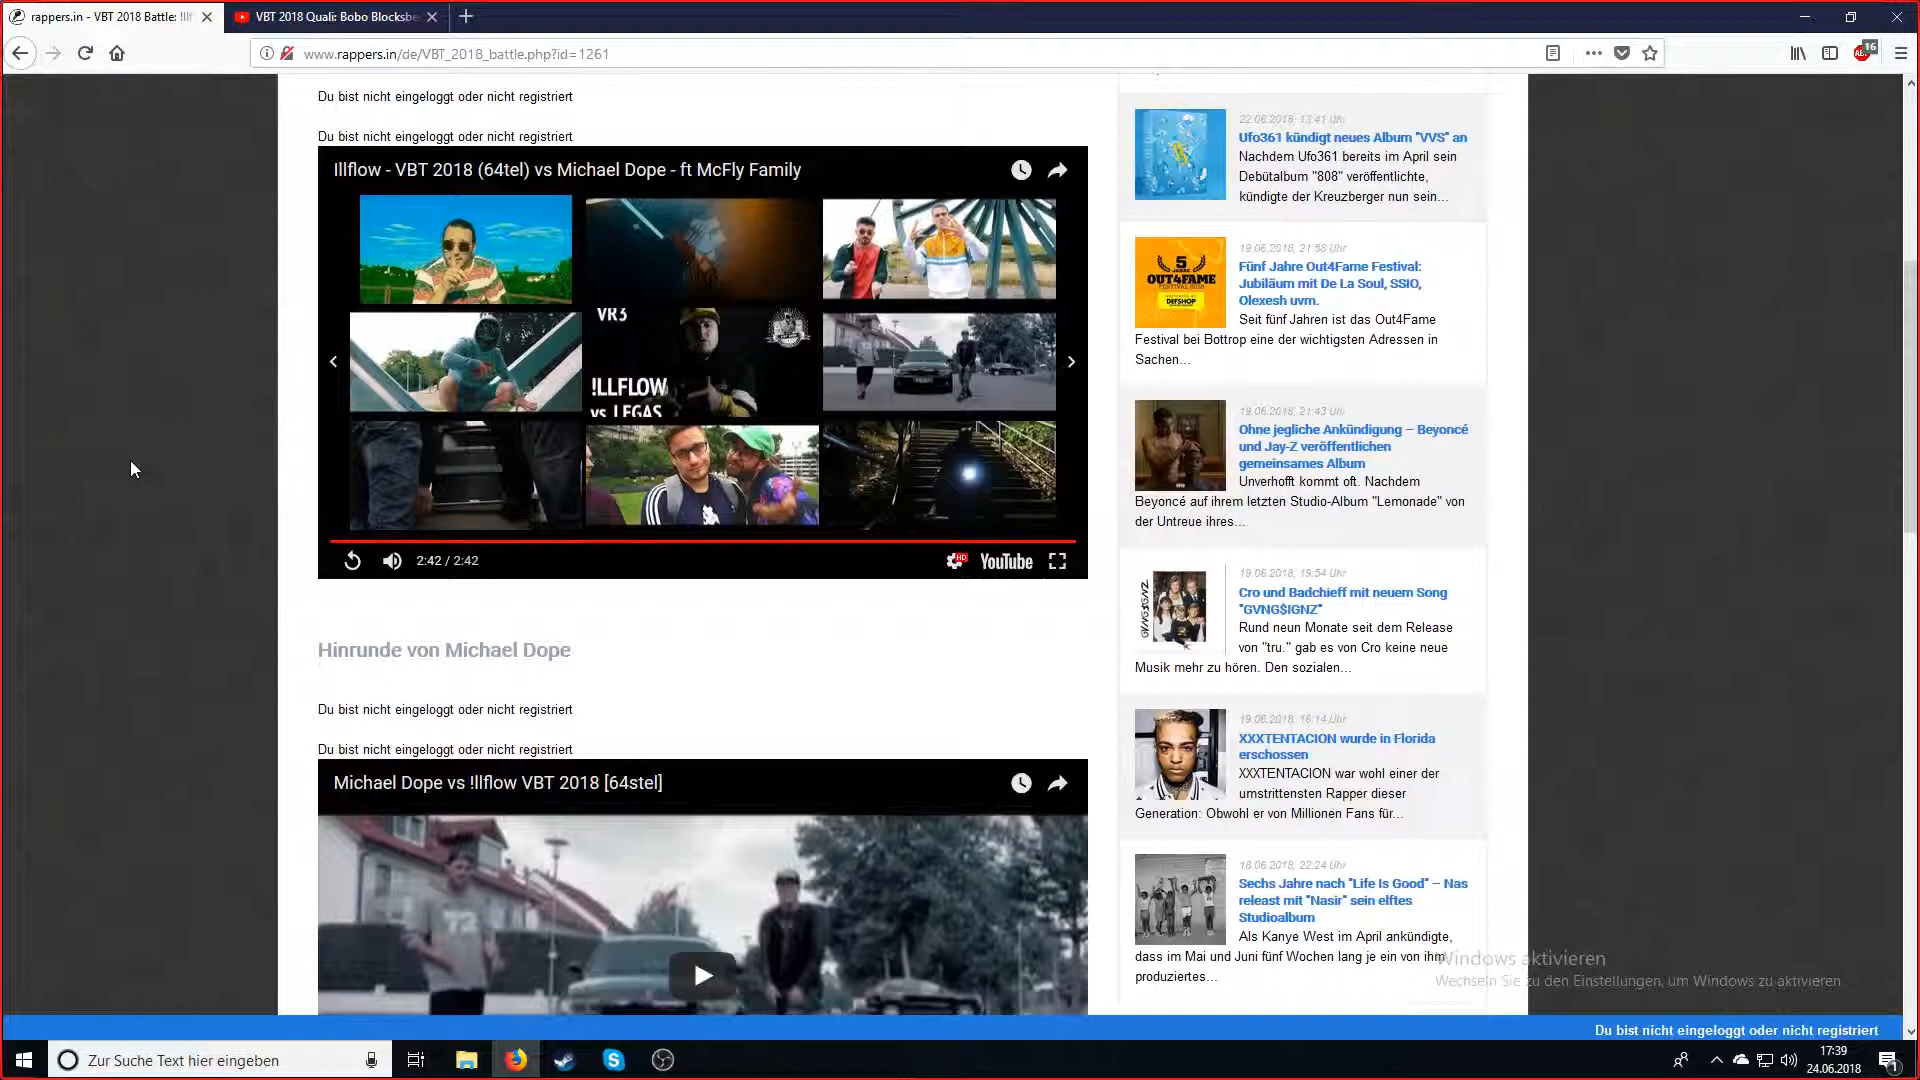 rappers.in - VBT 2018 Battle: !llf
VBT 2018 Quali: Bobo Blocksbe
www.rappers.in/de/VBT_2018_battle.php?id=1261
16
Du bist nicht eingeloggt oder nicht registriert
Du bist nicht eingeloggt oder nicht registriert
Illflow - VBT 2018 (64tel) vs Michael Dope - ft McFly Family
VR3
!LLFLOW
vs LEGAS
2:42 / 2:42
HD
YouTube
Hinrunde von Michael Dope
Du bist nicht eingeloggt oder nicht registriert
Du bist nicht eingeloggt oder nicht registriert
Michael Dope vs !llflow VBT 2018 [64stel]
22.06.2018, 13:41 Uhr
Ufo361 kündigt neues Album "VVS" an
Nachdem Ufo361 bereits im April sein
Debütalbum "808" veröffentlichte,
kündigte der Kreuzberger nun sein...
5
OUT4FAME
DEFSHOP
19.06.2018, 21:58 Uhr
Fünf Jahre Out4Fame Festival:
Jubiläum mit De La Soul, SSIO,
Olexesh uvm.
Seit fünf Jahren ist das Out4Fame
Festival bei Bottrop eine der wichtigsten Adressen in
Sachen...
19.06.2018, 21:43 Uhr
Ohne jegliche Ankündigung – Beyoncé
und Jay-Z veröffentlichen
gemeinsames Album
Unverhofft kommt oft. Nachdem
Beyoncé auf ihrem letzten Studio-Album "Lemonade" von
der Untreue ihres...
GVNG$IGNZ
19.06.2018, 19:54 Uhr
Cro und Badchieff mit neuem Song
"GVNG$IGNZ"
Rund neun Monate seit dem Release
von "tru." gab es von Cro keine neue
Musik mehr zu hören. Den sozialen...
19.06.2018, 16:14 Uhr
XXXTENTACION wurde in Florida
erschossen
XXXTENTACION war wohl einer der
umstrittensten Rapper dieser
Generation: Obwohl er von Millionen Fans für...
18.06.2018, 22:24 Uhr
Sechs Jahre nach "Life Is Good" – Nas
releast mit "Nasir" sein elftes
Studioalbum
Als Kanye West im April ankündigte,
dass im Mai und Juni fünf Wochen lang je ein von ihm
produziertes...
Windows aktivieren
Wechseln Sie zu den Einstellungen, um Windows zu aktivieren
Du bist nicht eingeloggt oder nicht registriert
Zur Suche Text hier eingeben
17:39
24.06.2018
1